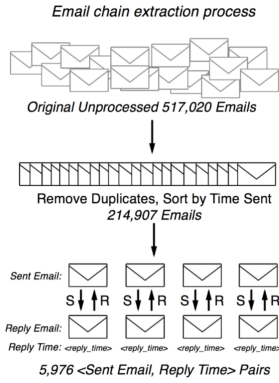 Email chain extraction process
Original Unprocessed 517,020 Emails
Remove Duplicates, Sort by Time Sent
214,907 Emails
Sent Email:
S R S R S R S R
Reply Email:
Reply Time: <reply_time> <reply_time> <reply_time> <reply_time>
5,976 <Sent Email, Reply Time> Pairs